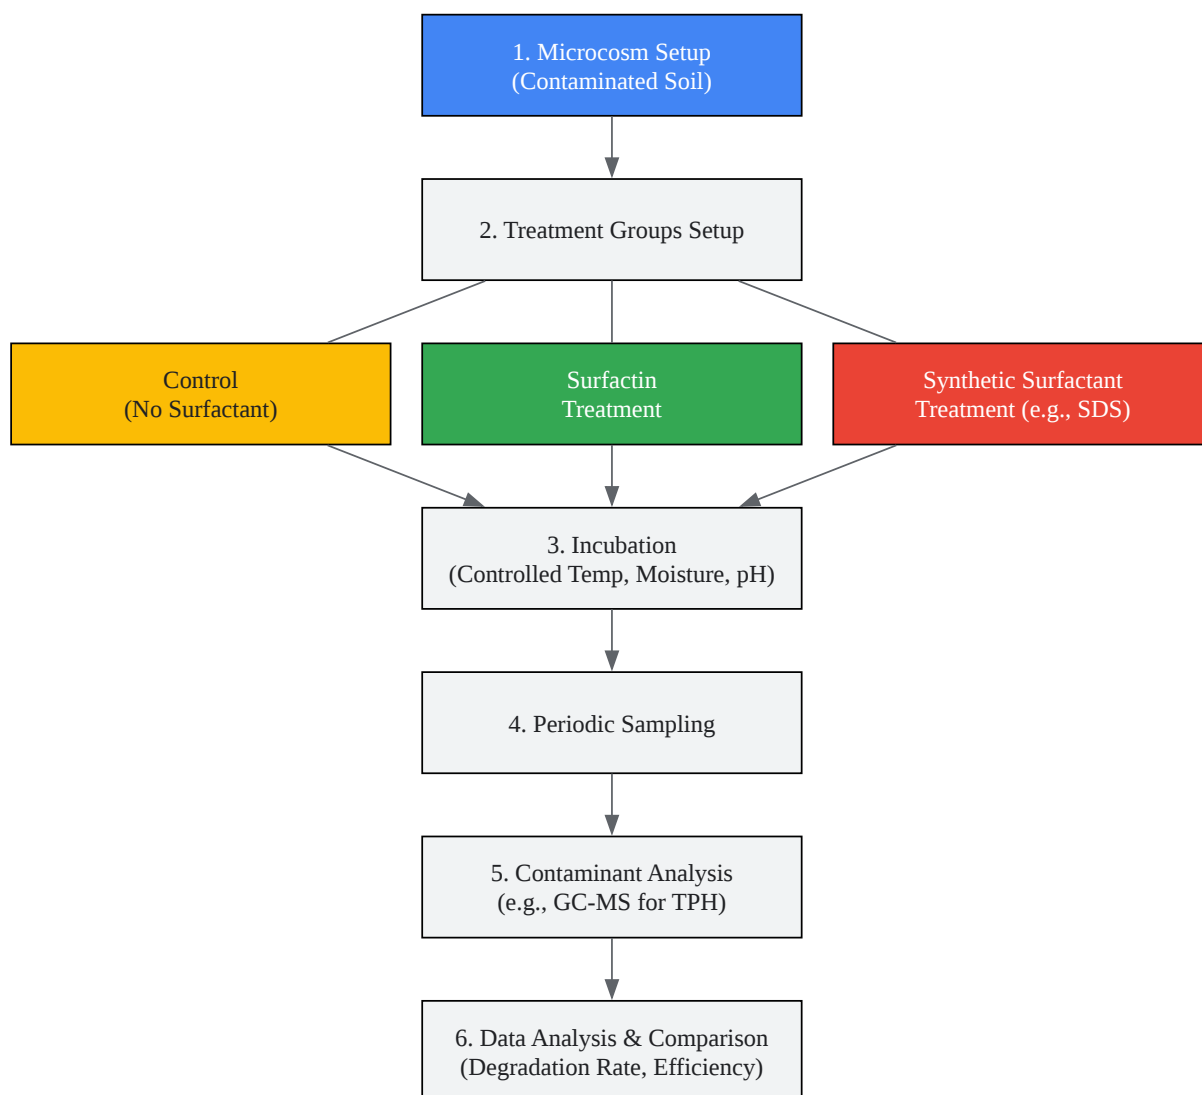 1. Microcosm Setup
(Contaminated Soil)
2. Treatment Groups Setup
Control
(No Surfactant)
Surfactin
Treatment
Synthetic Surfactant
Treatment (e.g., SDS)
3. Incubation
(Controlled Temp, Moisture, pH)
4. Periodic Sampling
5. Contaminant Analysis
(e.g., GC-MS for TPH)
6. Data Analysis & Comparison
(Degradation Rate, Efficiency)